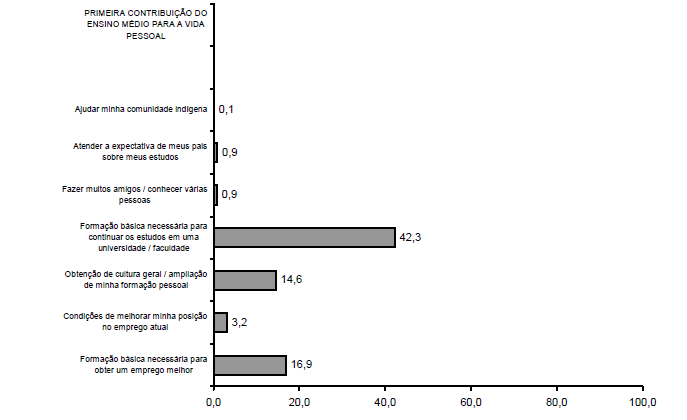 PRIMEIRA CONTRIBUIÇÃO DO
ENSINO MÉDIO PARA A VIDA
PESSOAL
Ajudar minha comunidade indígena
0,1
Atender a expectativa de meus pais
sobre meus estudos
0,9
Fazer muitos amigos / conhecer várias
pessoas
0,9
Formação básica necessária para
continuar os estudos em uma
universidade / faculdade
42,3
Obtenção de cultura geral / ampliação
de minha formação pessoal
14,6
Condições de melhorar minha posição
no emprego atual
3,2
Formação básica necessária para
obter um emprego melhor
16,9
0,0 20,0 40,0 60,0 80,0 100,0